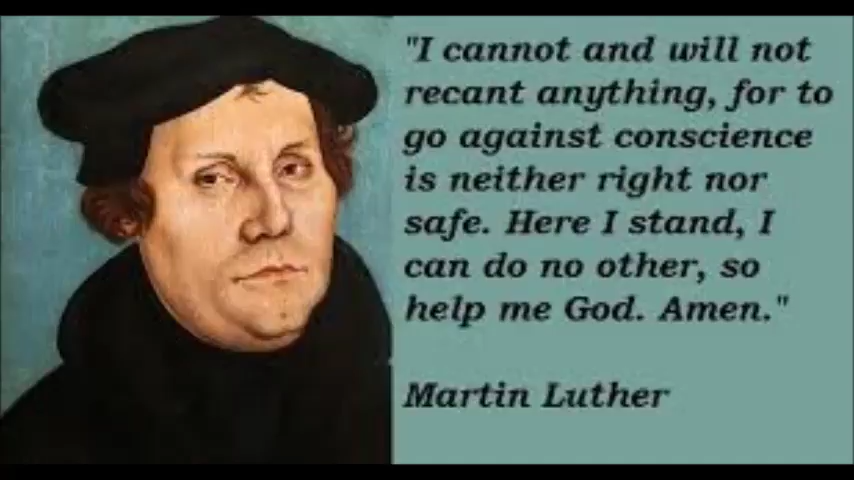 "I cannot and will not
recant anything, for to
go against conscience
is neither right nor
safe. Here I stand, I
can do no other, so
help me God. Amen."
Martin Luther